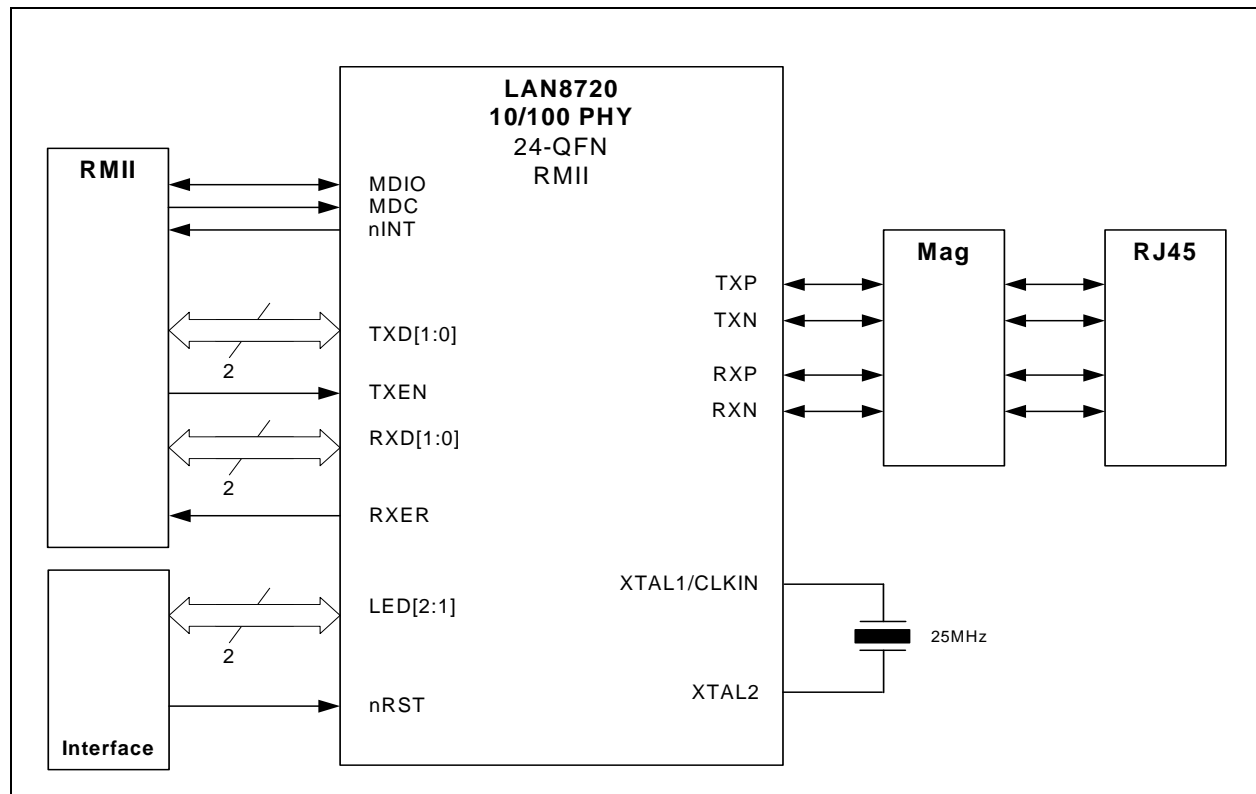 LAN8720
10/100 PHY
24-QFN
RMII
RMII
MDIO
MDC
nINT
TXD[1:0]
2
TXEN
RXD[1:0]
2
RXER
LED[2:1]
2
nRST
Interface
TXP
TXN
RXP
RXN
Mag
RJ45
XTAL1/CLKIN
25MHz
XTAL2